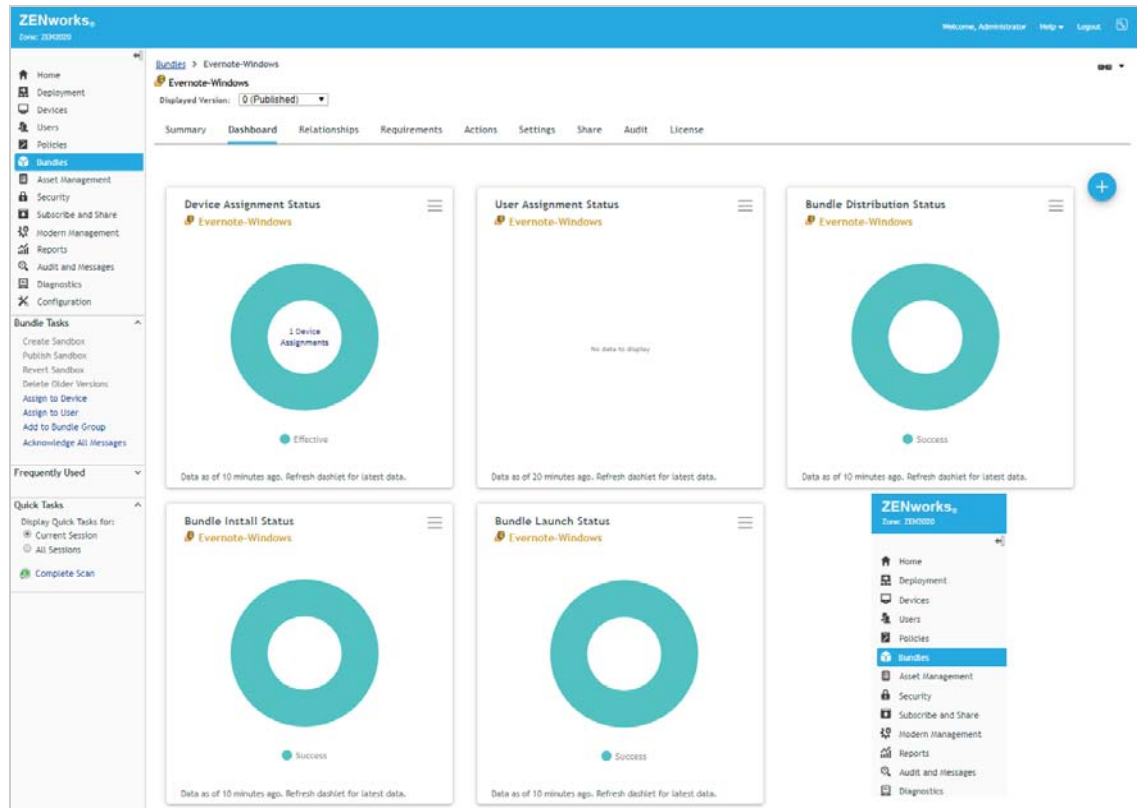 ZENworks®
Zone: ZEN2020
Welcome, Administrator Help Logout
Home
Deployment
Devices
Users
Policies
Bundles
Asset Management
Security
Subscribe and Share
Modern Management
Reports
Audit and Messages
Diagnostics
Configuration
Bundle Tasks
Create Sandbox
Publish Sandbox
Revert Sandbox
Delete Older Versions
Assign to Device
Assign to User
Add to Bundle Group
Acknowledge All Messages
Frequently Used
Quick Tasks
Display Quick Tasks for:
Current Session
All Sessions
Complete Scan
Bundles > Evernote-Windows
Evernote-Windows
Displayed Version: 0 (Published)
Summary Dashboard Relationships Requirements Actions Settings Share Audit License
Device Assignment Status
Evernote-Windows
1 Device
Assignments
Effective
Data as of 10 minutes ago. Refresh dashlet for latest data.
User Assignment Status
Evernote-Windows
No data to display
Data as of 20 minutes ago. Refresh dashlet for latest data.
Bundle Distribution Status
Evernote-Windows
Success
Data as of 10 minutes ago. Refresh dashlet for latest data.
Bundle Install Status
Evernote-Windows
Success
Data as of 10 minutes ago. Refresh dashlet for latest data.
Bundle Launch Status
Evernote-Windows
Success
Data as of 10 minutes ago. Refresh dashlet for latest data.
ZENworks®
Zone: ZEN2020
Home
Deployment
Devices
Users
Policies
Bundles
Asset Management
Security
Subscribe and Share
Modern Management
Reports
Audit and Messages
Diagnostics